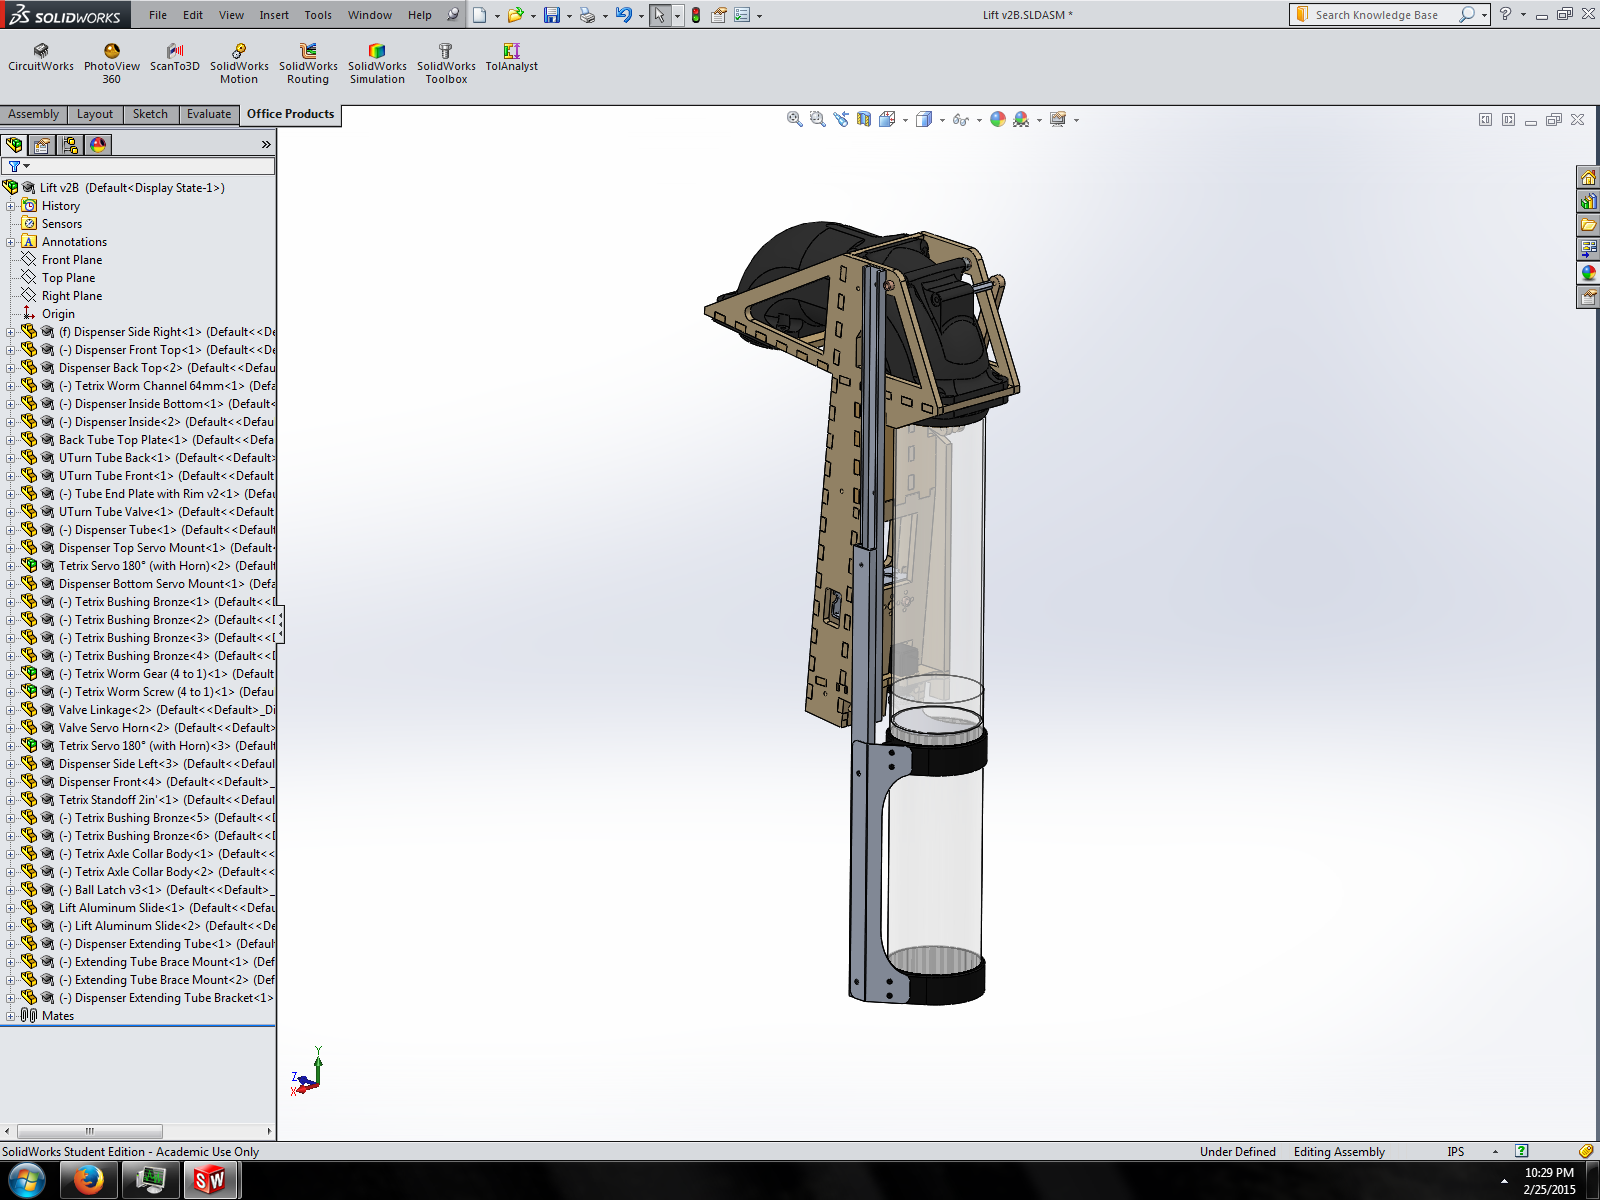 SOLIDWORKS File Edit View Insert Tools Window Help Lift v2B.SLDASM * Search Knowledge Base
CircuitWorks PhotoView 360 ScanTo3D SolidWorks Motion SolidWorks Routing SolidWorks Simulation SolidWorks Toolbox TolAnalyst
Assembly Layout Sketch Evaluate Office Products
Lift v2B (Default<Display State-1>)
History
Sensors
Annotations
Front Plane
Top Plane
Right Plane
Origin
(f) Dispenser Side Right<1> (Default<<De
(-) Dispenser Front Top<1> (Default<<De
Dispenser Back Top<2> (Default<<Defau
(-) Tetrix Worm Channel 64mm<1> (Defa
(-) Dispenser Inside Bottom<1> (Default<
(-) Dispenser Inside<2> (Default<<Defau
Back Tube Top Plate<1> (Default<<Defa
UTurn Tube Back<1> (Default<<Default>
UTurn Tube Front<1> (Default<<Default
(-) Tube End Plate with Rim v2<1> (Defau
UTurn Tube Valve<1> (Default<<Default
(-) Dispenser Tube<1> (Default<<Default
Dispenser Top Servo Mount<1> (Default<
Tetrix Servo 180° (with Horn)<2> (Default
Dispenser Bottom Servo Mount<1> (Defa
(-) Tetrix Bushing Bronze<1> (Default<<D
(-) Tetrix Bushing Bronze<2> (Default<<D
(-) Tetrix Bushing Bronze<3> (Default<<D
(-) Tetrix Bushing Bronze<4> (Default<<D
(-) Tetrix Worm Gear (4 to 1)<1> (Default
(-) Tetrix Worm Screw (4 to 1)<1> (Defau
Valve Linkage<2> (Default<<Default>_Di
Valve Servo Horn<2> (Default<<Default>
Tetrix Servo 180° (with Horn)<3> (Default
Dispenser Side Left<3> (Default<<Defau
Dispenser Front<4> (Default<<Default>_
Tetrix Standoff 2in'<1> (Default<<Defaul
(-) Tetrix Bushing Bronze<5> (Default<<D
(-) Tetrix Bushing Bronze<6> (Default<<D
(-) Tetrix Axle Collar Body<1> (Default<<
(-) Tetrix Axle Collar Body<2> (Default<<
(-) Ball Latch v3<1> (Default<<Default>_
Lift Aluminum Slide<1> (Default<<Defau
(-) Lift Aluminum Slide<2> (Default<<De
(-) Dispenser Extending Tube<1> (Defaul
(-) Extending Tube Brace Mount<1> (Def
(-) Extending Tube Brace Mount<2> (Def
(-) Dispenser Extending Tube Bracket<1>
Mates
Y
Z
X
SolidWorks Student Edition - Academic Use Only Under Defined Editing Assembly IPS
10:29 PM
2/25/2015